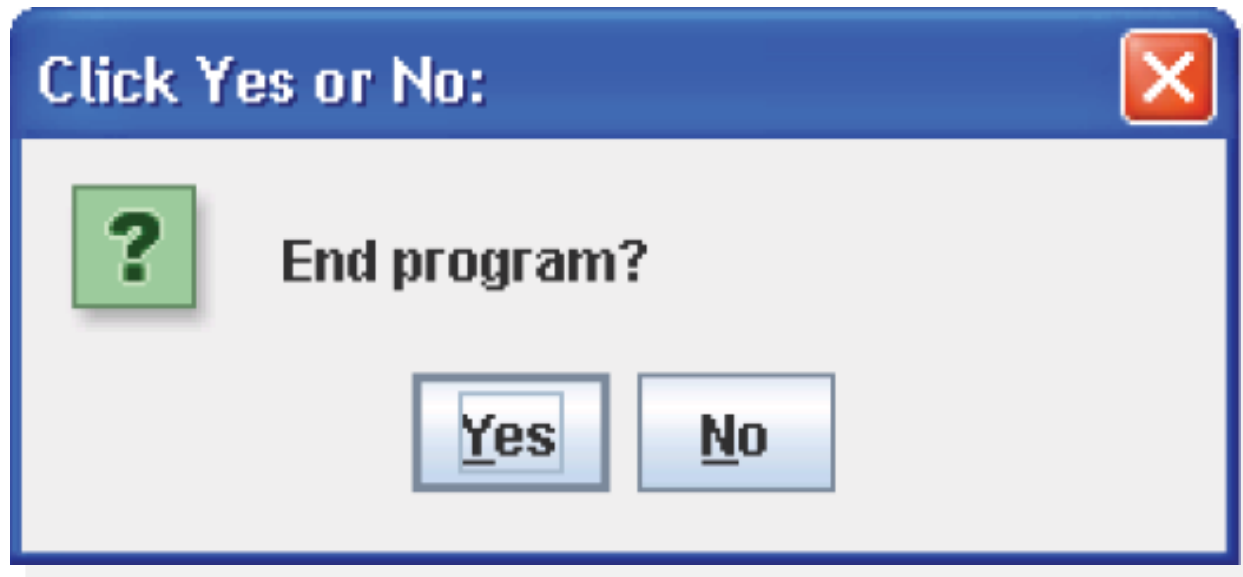 Click Yes or No:
?
End program?
Yes
No